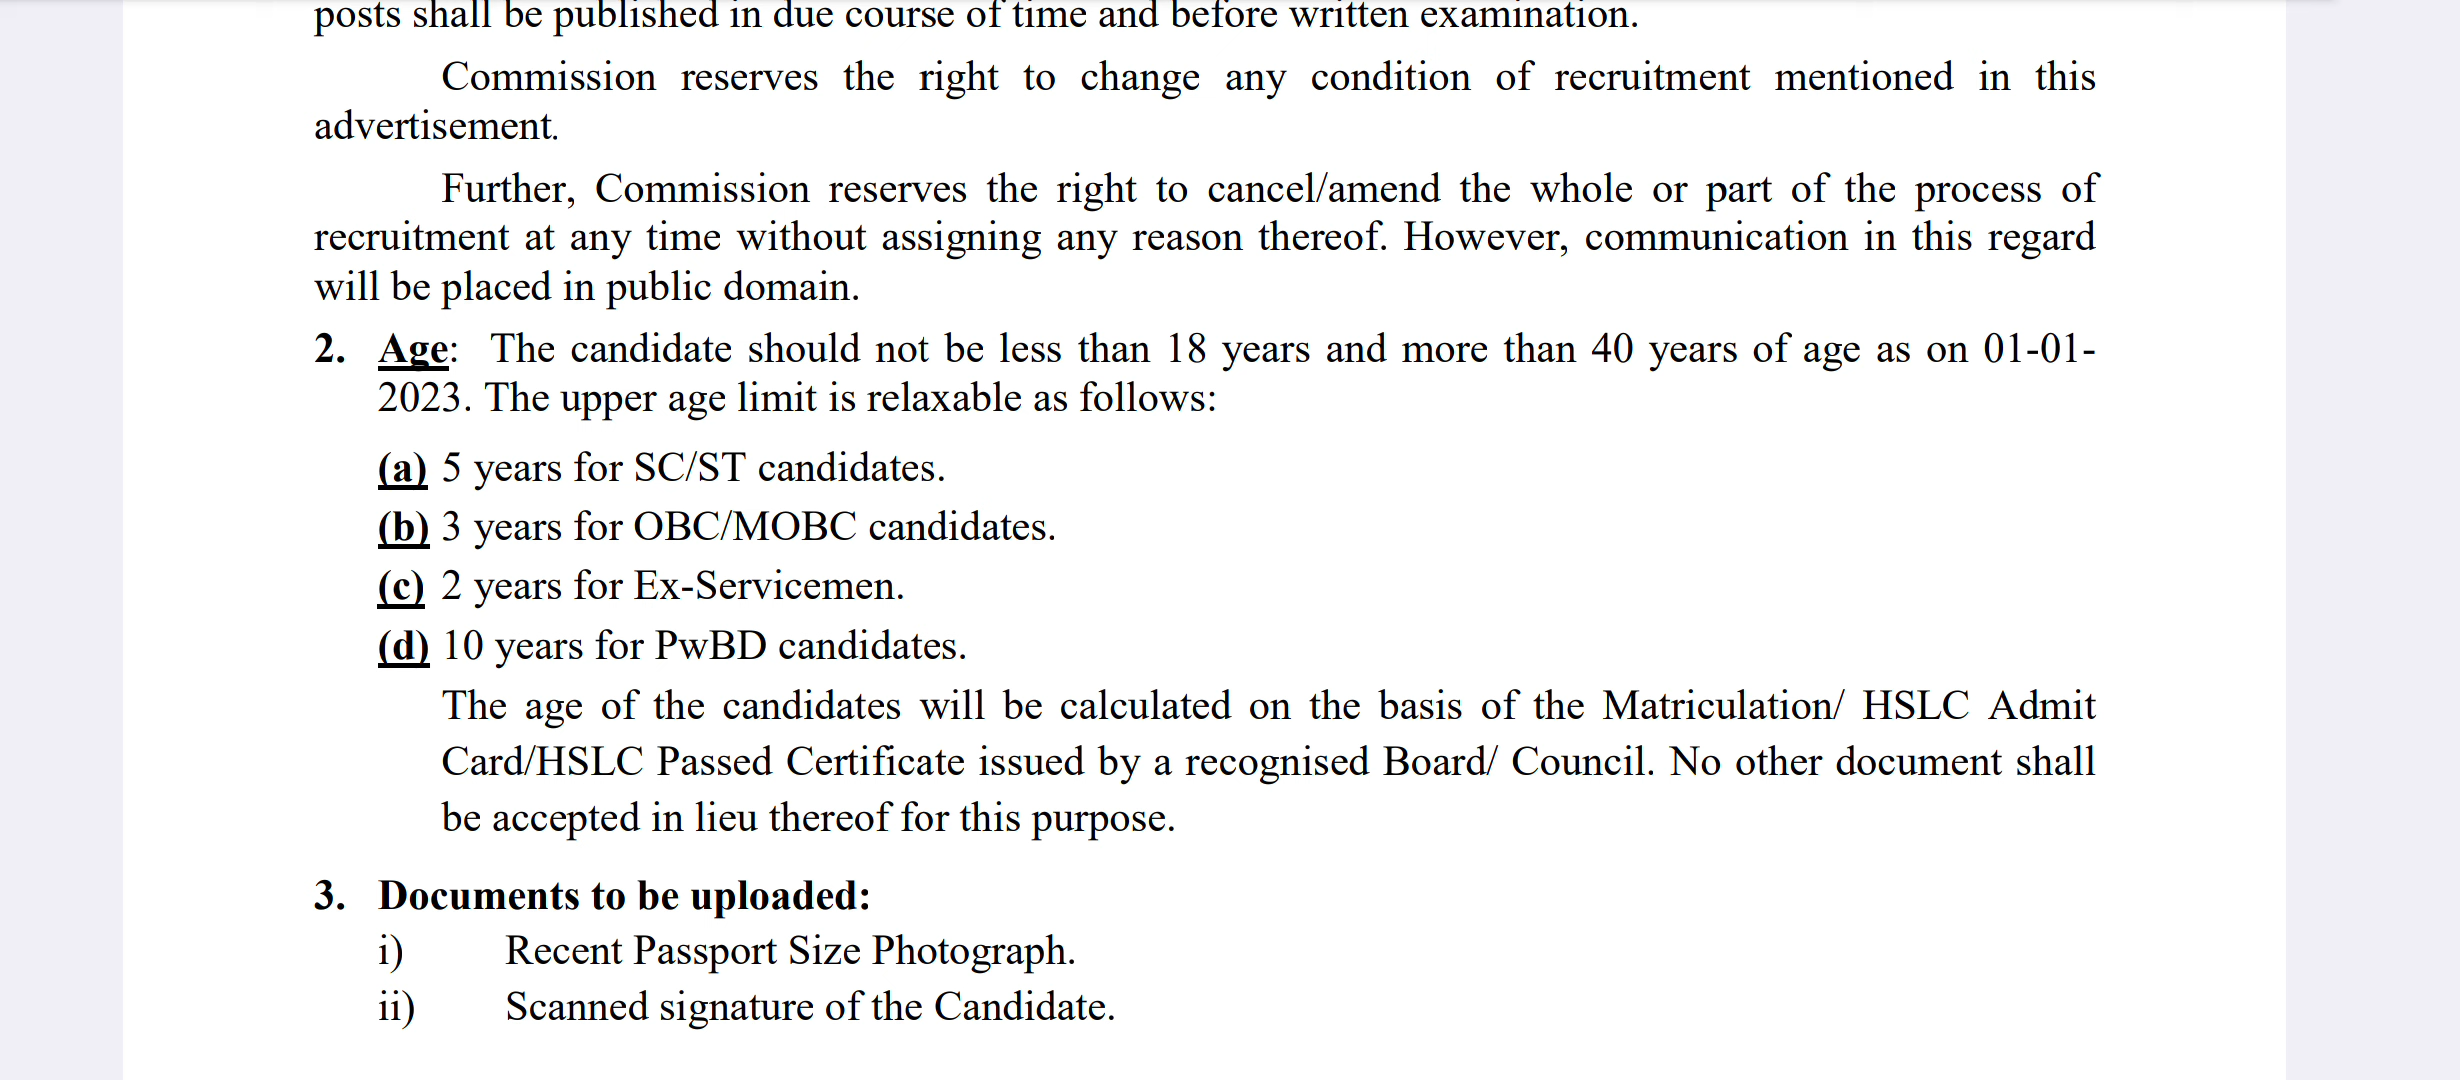 posts shall be published in due course of time and before written examination.
Commission reserves the right to change any condition of recruitment mentioned in this
advertisement.
Further, Commission reserves the right to cancel/amend the whole or part of the process of
recruitment at any time without assigning any reason thereof. However, communication in this regard
will be placed in public domain.
2. Age: The candidate should not be less than 18 years and more than 40 years of age as on 01-01-
2023. The upper age limit is relaxable as follows:
(a) 5 years for SC/ST candidates.
(b) 3 years for OBC/MOBC candidates.
(c) 2 years for Ex-Servicemen.
(d) 10 years for PwBD candidates.
The age of the candidates will be calculated on the basis of the Matriculation/ HSLC Admit
Card/HSLC Passed Certificate issued by a recognised Board/ Council. No other document shall
be accepted in lieu thereof for this purpose.
3. Documents to be uploaded:
i) Recent Passport Size Photograph.
ii) Scanned signature of the Candidate.